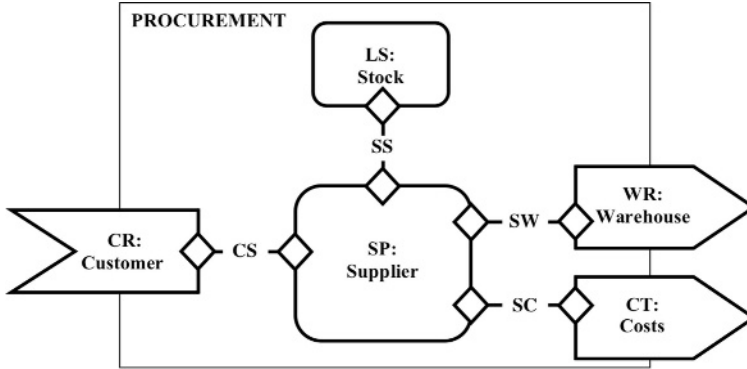 PROCUREMENT
LS:
Stock
SS
CR:
Customer
CS
SP:
Supplier
SW
WR:
Warehouse
SC
CT:
Costs